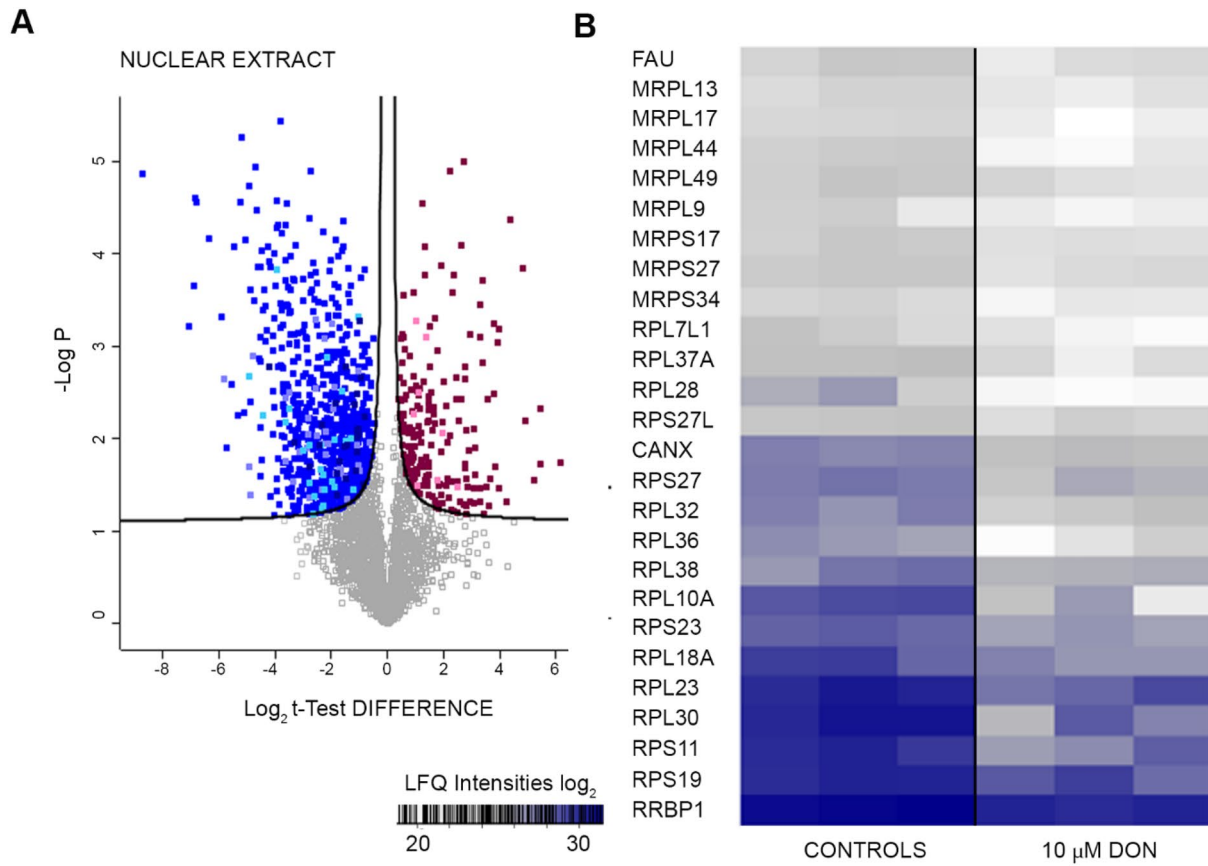 A
NUCLEAR EXTRACT
-Log P
5
4
3
2
1
0
-8 -6 -4 -2 0 2 4 6
Log₂ t-Test DIFFERENCE
LFQ Intensities log₂
20 30
B
FAU
MRPL13
MRPL17
MRPL44
MRPL49
MRPL9
MRPS17
MRPS27
MRPS34
RPL7L1
RPL37A
RPL28
RPS27L
CANX
RPS27
RPL32
RPL36
RPL38
RPL10A
RPS23
RPL18A
RPL23
RPL30
RPS11
RPS19
RRBP1
CONTROLS 10 µM DON